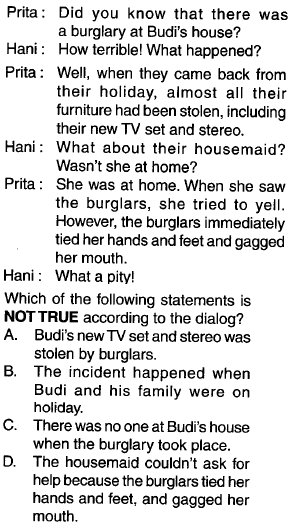 Prita : Did you know that there was
a burglary at Budi's house?
Hani : How terrible! What happened?
Prita : Well, when they came back from
their holiday, almost all their
furniture had been stolen, including
their new TV set and stereo.
Hani : What about their housemaid?
Wasn't she at home?
Prita : She was at home. When she saw
the burglars, she tried to yell.
However, the burglars immediately
tied her hands and feet and gagged
her mouth.
Hani : What a pity!
Which of the following statements is
NOT TRUE according to the dialog?
A. Budi's new TV set and stereo was
stolen by burglars.
B. The incident happened when
Budi and his family were on
holiday.
C. There was no one at Budi's house
when the burglary took place.
D. The housemaid couldn't ask for
help because the burglars tied her
hands and feet, and gagged her
mouth.